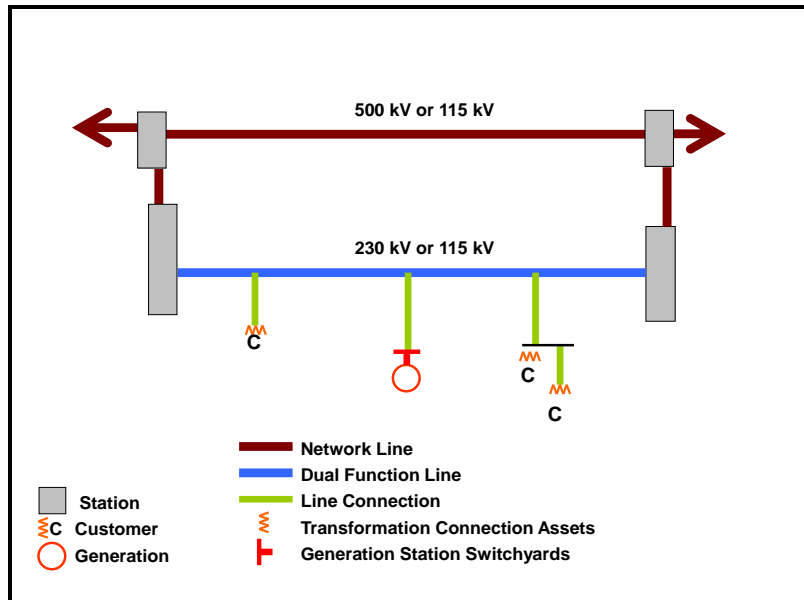 500 kV or 115 kV
230 kV or 115 kV
C
C
C
Network Line
Dual Function Line
Station
Line Connection
C Customer
Transformation Connection Assets
Generation
Generation Station Switchyards